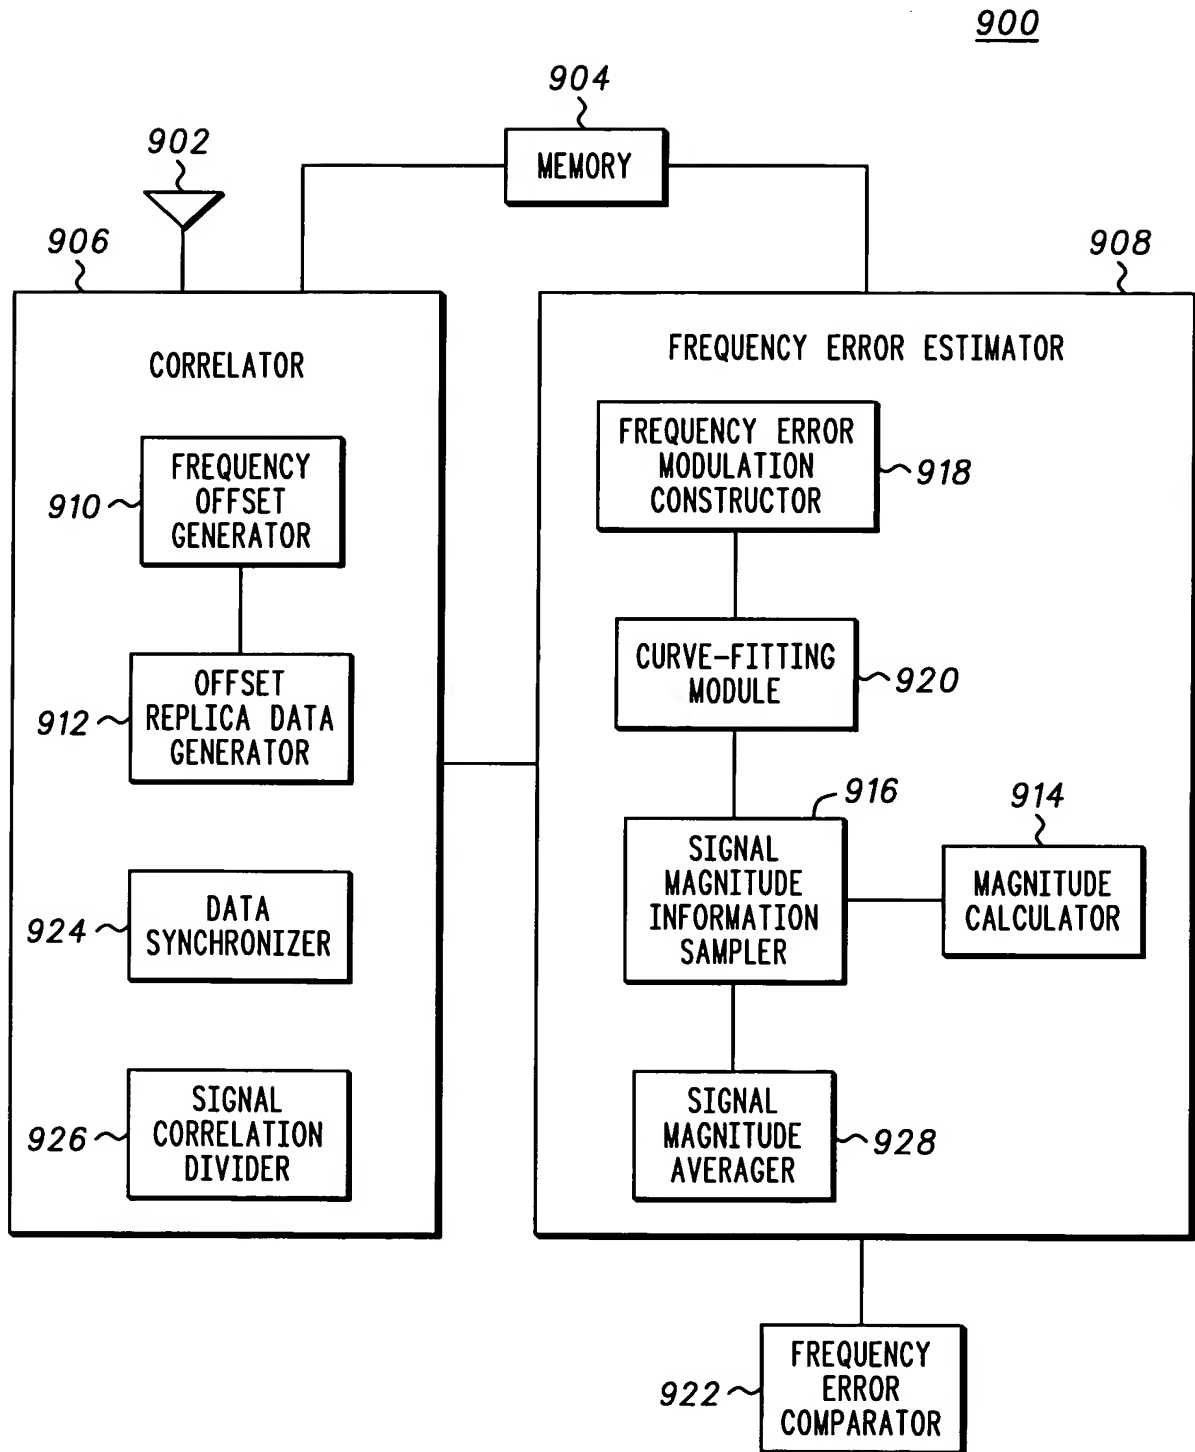 900
904
MEMORY
902
906
908
CORRELATOR
FREQUENCY
OFFSET
GENERATOR
910
OFFSET
REPLICA DATA
GENERATOR
912
DATA
SYNCHRONIZER
924
SIGNAL
CORRELATION
DIVIDER
926
FREQUENCY ERROR ESTIMATOR
FREQUENCY ERROR
MODULATION
CONSTRUCTOR
918
CURVE-FITTING
MODULE
920
916
SIGNAL
MAGNITUDE
INFORMATION
SAMPLER
914
MAGNITUDE
CALCULATOR
SIGNAL
MAGNITUDE
AVERAGER
928
FREQUENCY
ERROR
COMPARATOR
922